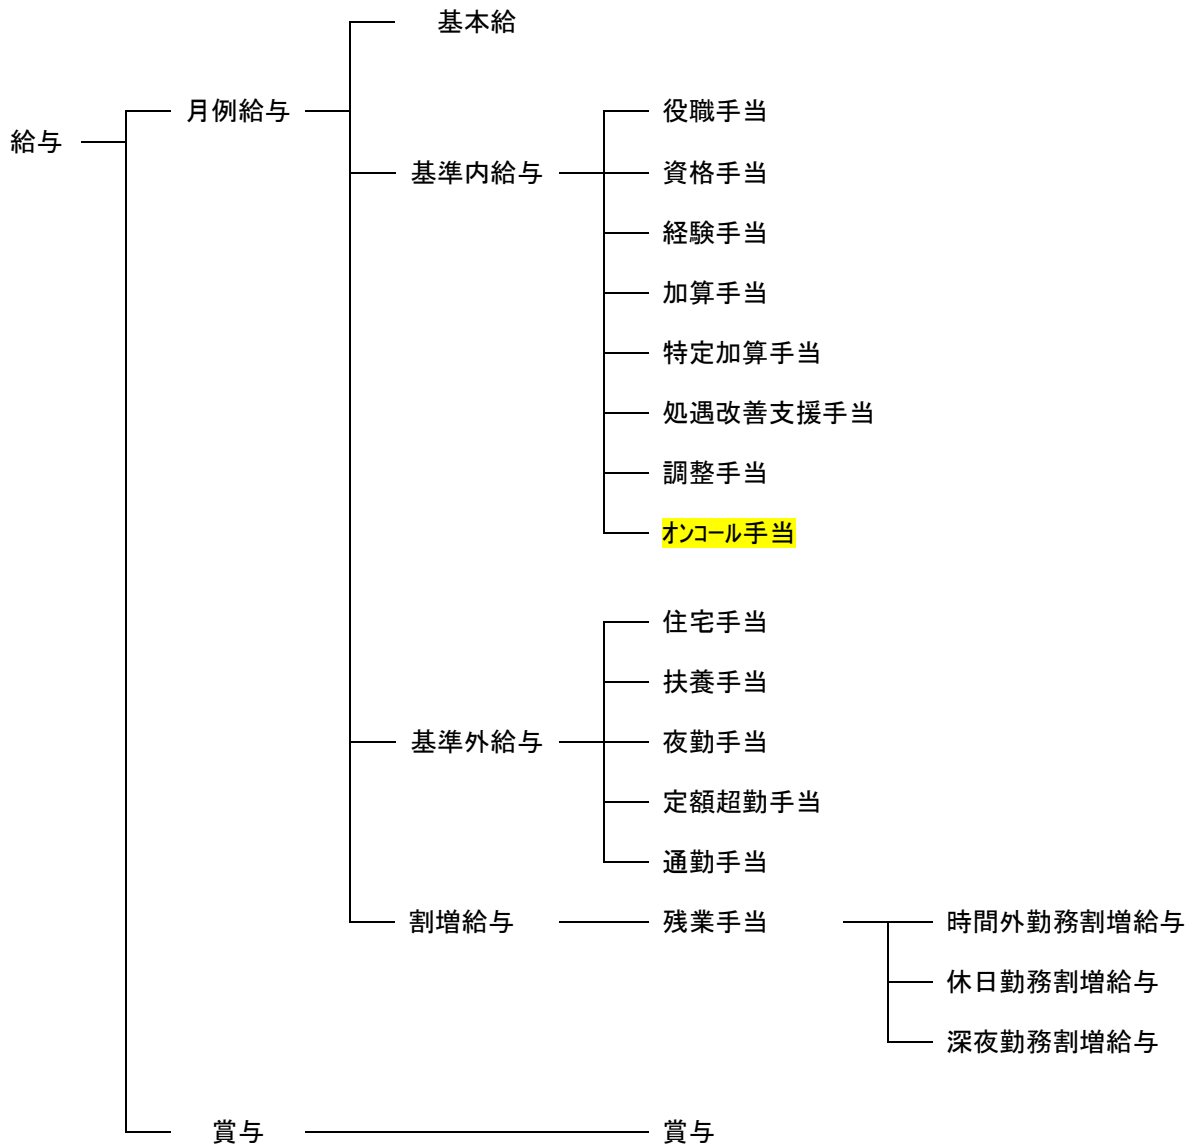 基本給
月例給与
役職手当
給与
基準内給与
資格手当
経験手当
加算手当
特定加算手当
処遇改善支援手当
調整手当
オンコール手当
住宅手当
扶養手当
基準外給与
夜勤手当
定額超勤手当
通勤手当
割増給与
残業手当
時間外勤務割増給与
休日勤務割増給与
深夜勤務割増給与
賞与
賞与